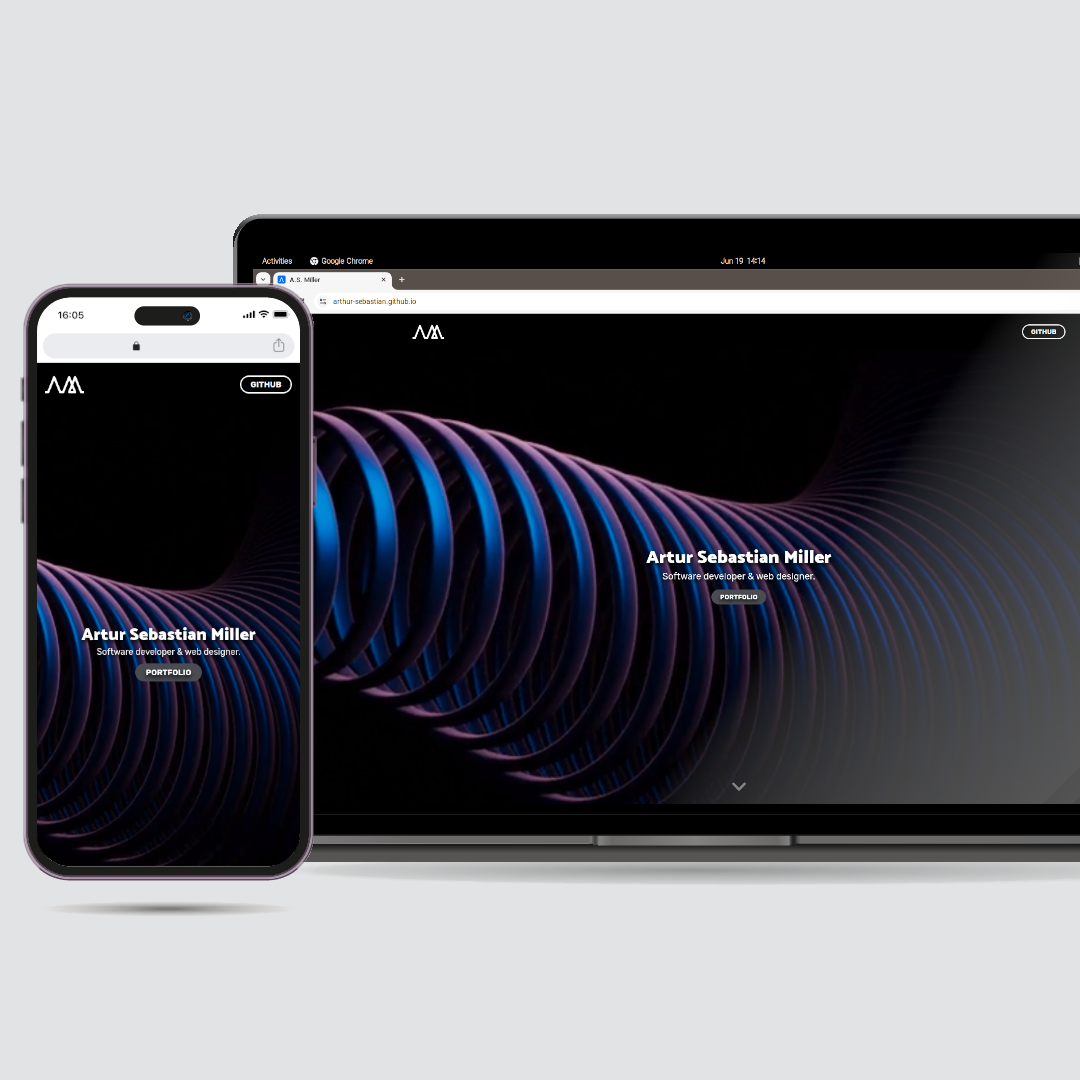 Activities
Google Chrome
Jun 19 14:14
A.S. Miller
arthur-sebastian.github.io
GITHUB
Artur Sebastian Miller
Software developer & web designer.
PORTFOLIO
16:05
GITHUB
Artur Sebastian Miller
Software developer & web designer.
PORTFOLIO